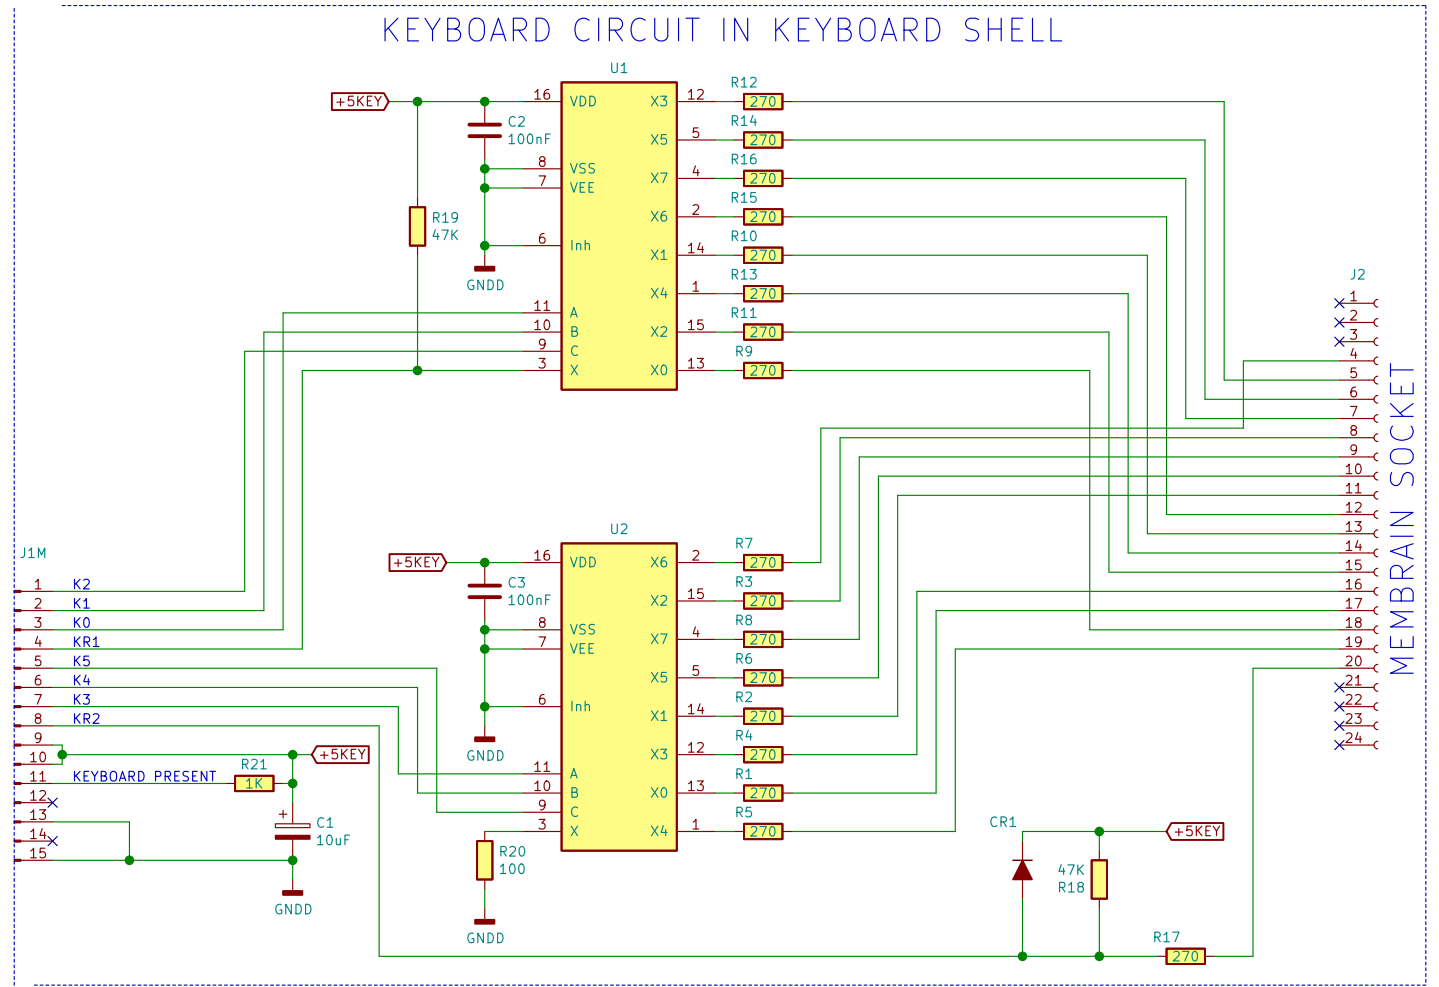 KEYBOARD CIRCUIT IN KEYBOARD SHELL
U1
+5KEY
16 VDD X3 12
R12
270
C2
100nF
X5 5
R14
270
8 VSS
7 VEE
X7 4
R16
270
R19
47K
X6 2
R15
270
6 Inh
X1 14
R10
270
GNDD
X4 1
R13
270
11 A
10 B
X2 15
R11
270
9 C
3 X
X0 13
R9
270
J2
1
2
3
4
5
6
7
8
9
10
11
12
13
14
15
16
17
18
19
20
21
22
23
24
MEMBRAIN SOCKET
U2
+5KEY
16 VDD X6 2
R7
270
C3
100nF
X2 15
R3
270
8 VSS
7 VEE
X7 4
R8
270
X5 5
R6
270
6 Inh
X1 14
R2
270
GNDD
X3 12
R4
270
11 A
10 B
X0 13
R1
270
9 C
3 X
X4 1
R5
270
R20
100
GNDD
J1M
1 K2
2 K1
3 K0
4 KR1
5 K5
6 K4
7 K3
8 KR2
9
10
+5KEY
11 KEYBOARD PRESENT
R21
1K
12
13
14
15
+
C1
10uF
GNDD
CR1
+5KEY
47K
R18
R17
270